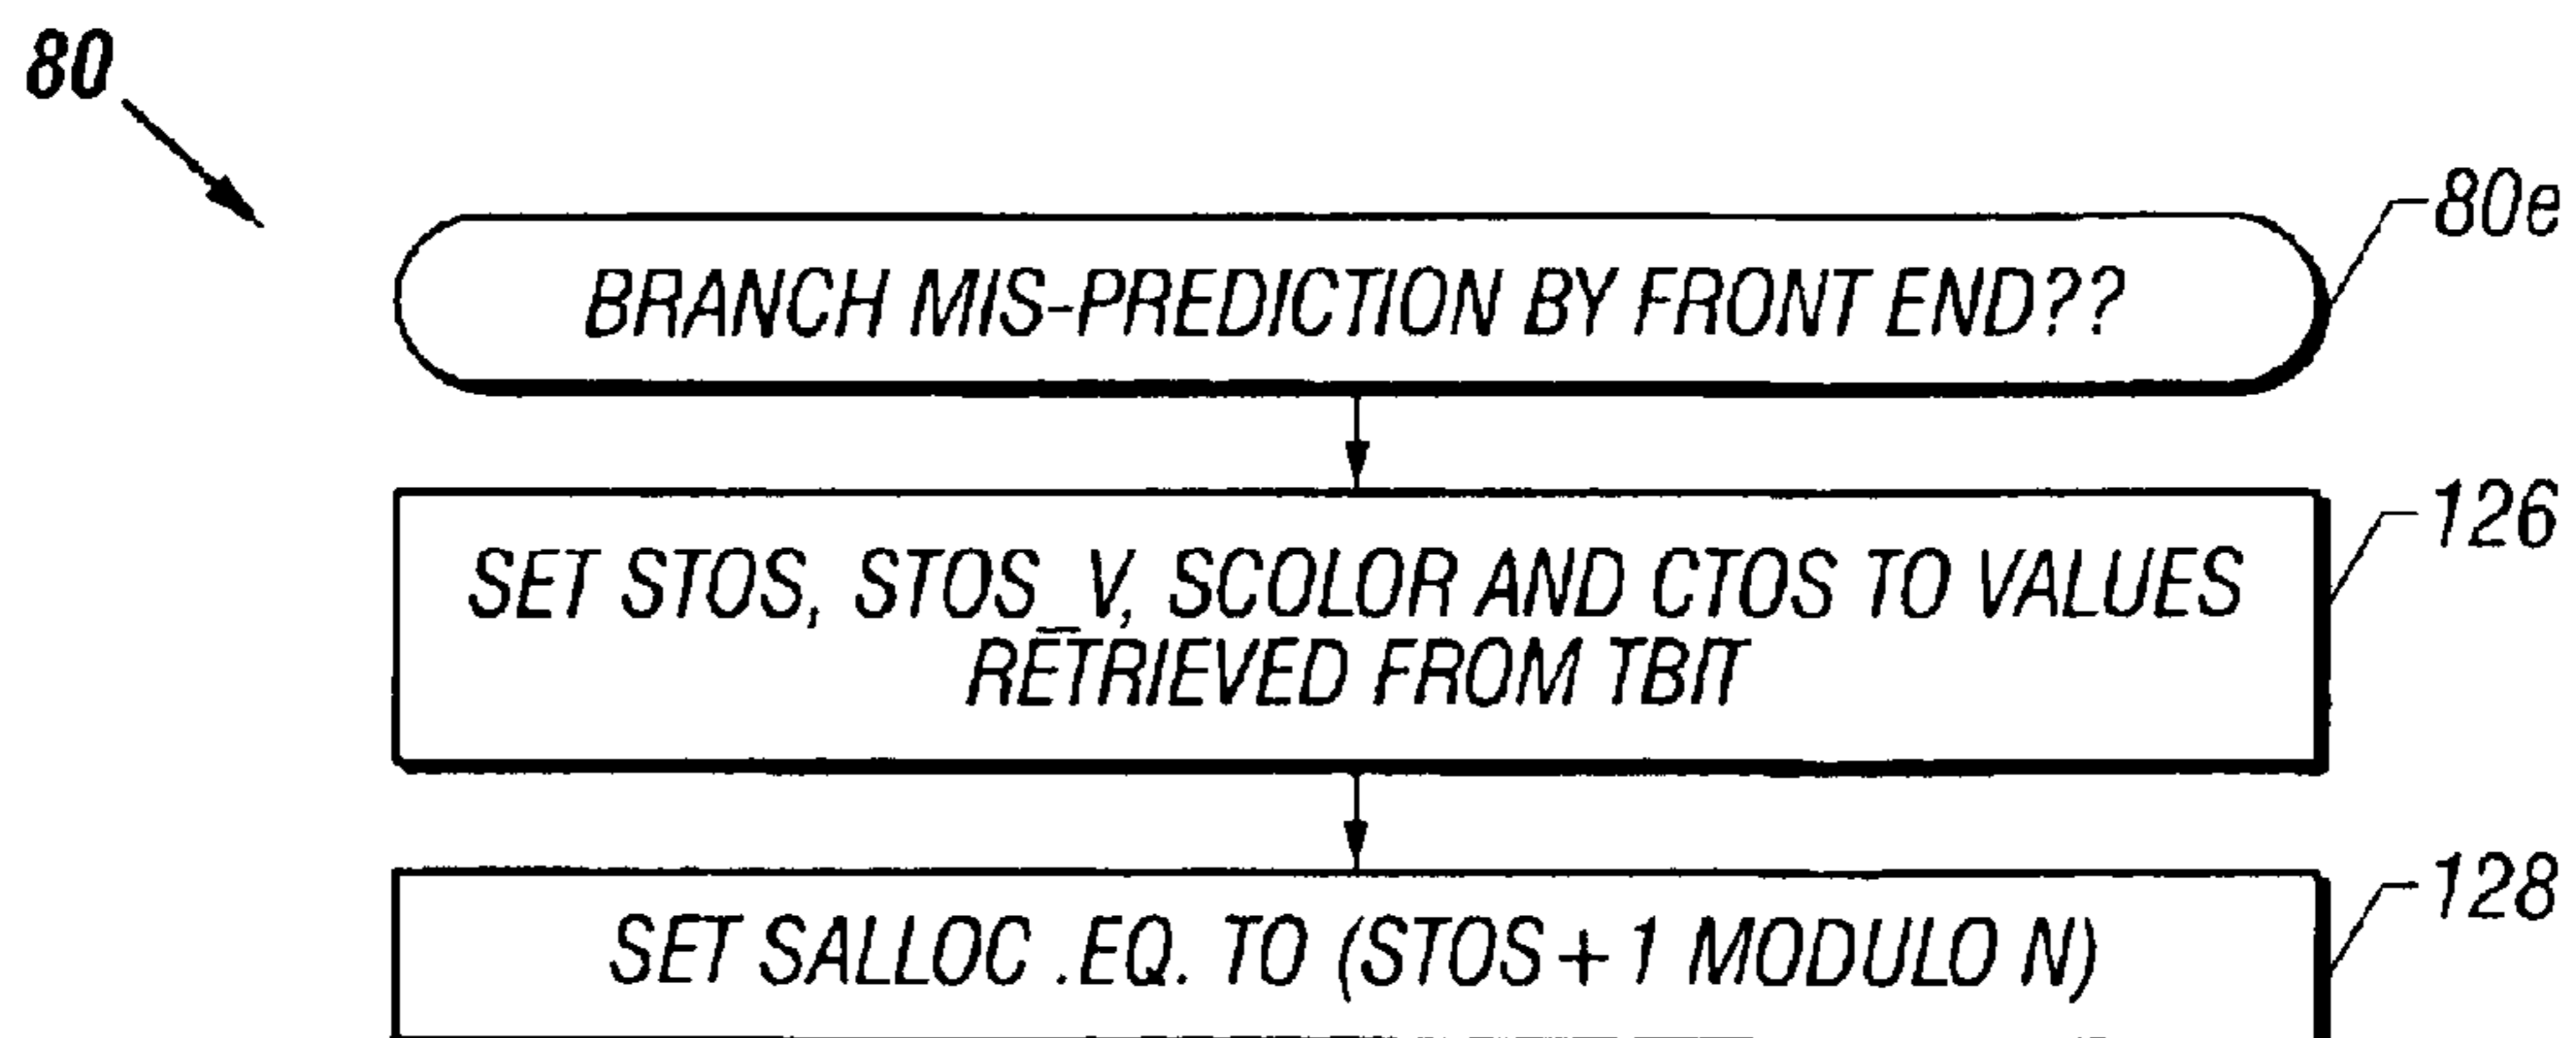 80
80e
BRANCH MIS-PREDICTION BY FRONT END??
126
SET STOS, STOS_V, SCOLOR AND CTOS TO VALUES
RETRIEVED FROM TBIT
128
SET SALLOC .EQ. TO (STOS + 1 MODULO N)